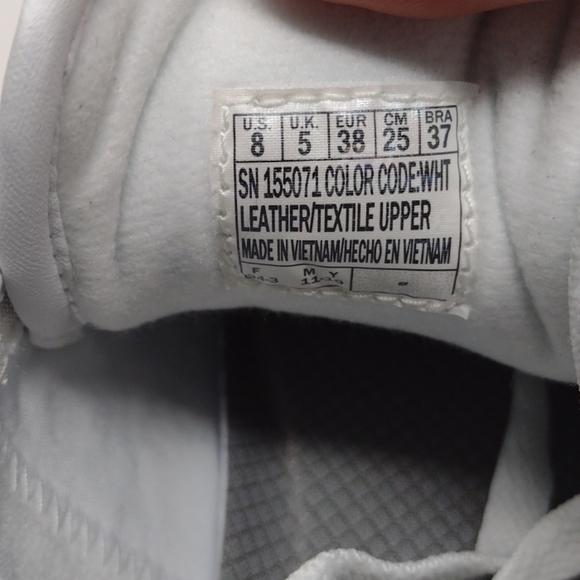 U.S. U.K. EUR CM BRA
8 5 38 25 37
SN 155071 COLOR CODE:WHT
LEATHER/TEXTILE UPPER
MADE IN VIETNAM/HECHO EN VIETNAM
F M Y